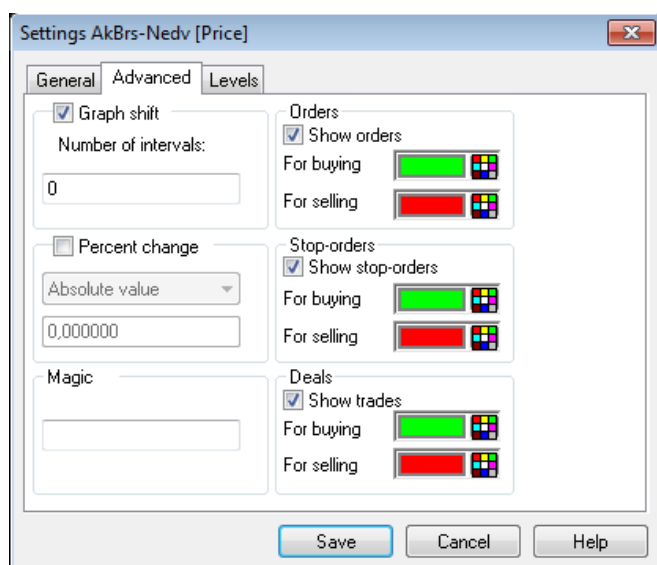 Settings AkBrs-Nedv [Price]
General Advanced Levels
Graph shift
Number of intervals:
0
Percent change
Absolute value
0,000000
Magic
Orders
Show orders
For buying
For selling
Stop-orders
Show stop-orders
For buying
For selling
Deals
Show trades
For buying
For selling
Save Cancel Help